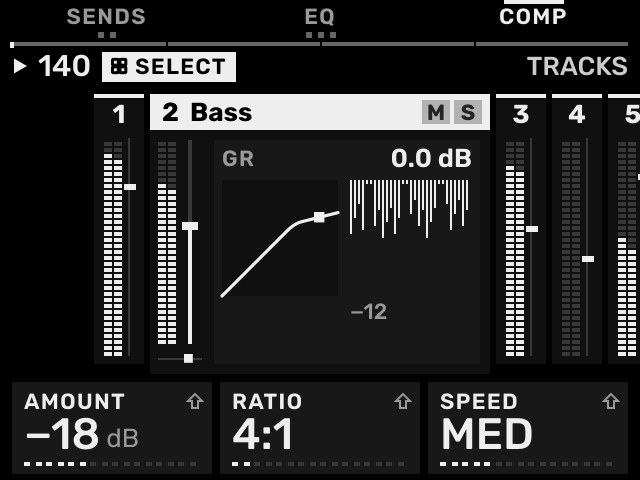 SENDS EQ COMP
140 SELECT TRACKS
1 2 Bass M S 3 4 5
GR 0.0 dB
−12
AMOUNT RATIO SPEED
−18 dB 4:1 MED